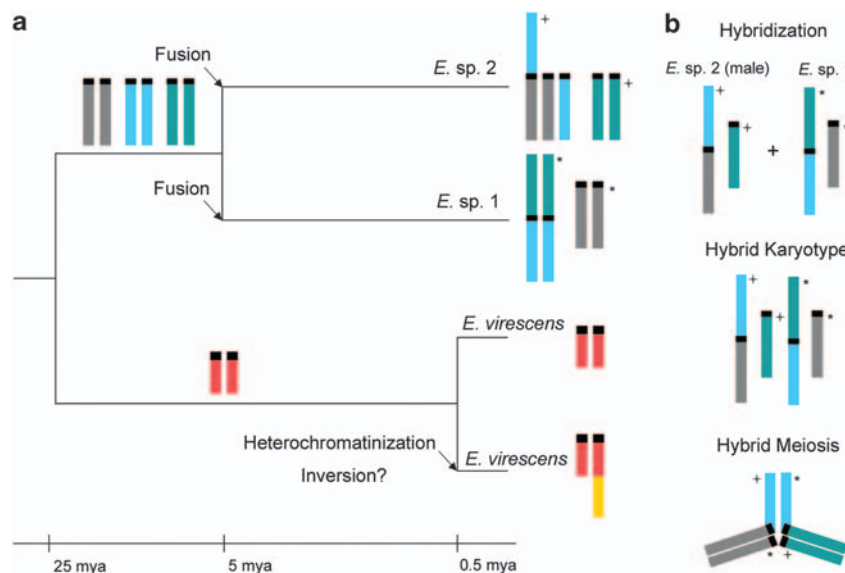 a
Fusion
E. sp. 2
+
+
Fusion
E. sp. 1
*
*
E. virescens
Heterochromatinization
Inversion?
E. virescens
25 mya
5 mya
0.5 mya
b
Hybridization
E. sp. 2 (male)
E. sp.
+
+
+
*
*
Hybrid Karyotype
+
+
*
*
Hybrid Meiosis
+
*
*
+